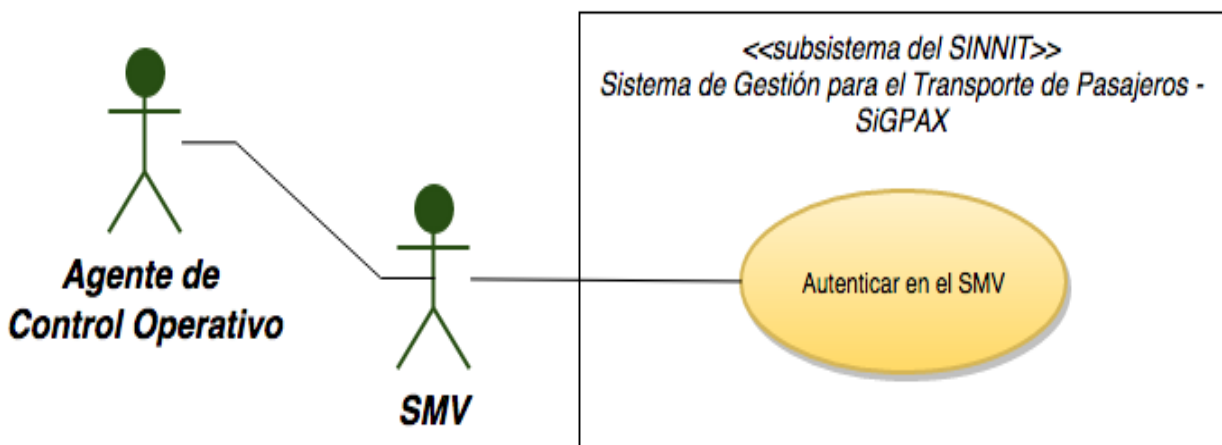 <<subsistema del SINNIT>>
Sistema de Gestión para el Transporte de Pasajeros -
SiGPAX
Agente de
Control Operativo
SMV
Autenticar en el SMV